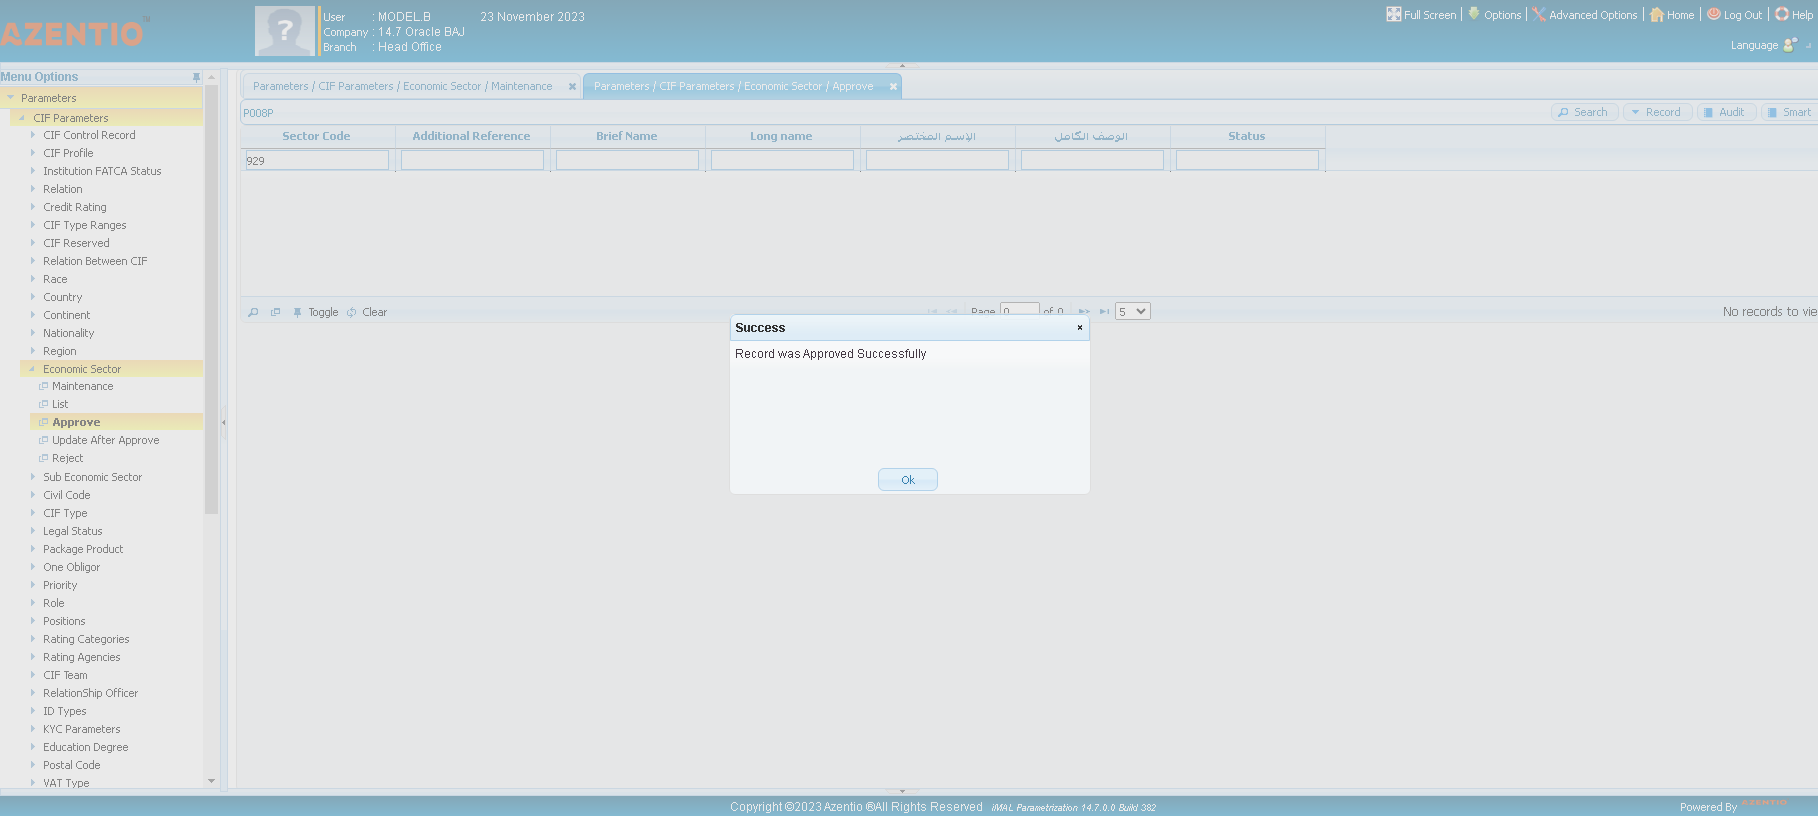 AZENTIO™
User : MODEL.B 23 November 2023
Company : 14.7 Oracle BAJ
Branch : Head Office
Full Screen Options Advanced Options Home Log Out Help
Language
Menu Options
Parameters
CIF Parameters
CIF Control Record
CIF Profile
Institution FATCA Status
Relation
Credit Rating
CIF Type Ranges
CIF Reserved
Relation Between CIF
Race
Country
Continent
Nationality
Region
Economic Sector
Maintenance
List
Approve
Update After Approve
Reject
Sub Economic Sector
Civil Code
CIF Type
Legal Status
Package Product
One Obligor
Priority
Role
Positions
Rating Categories
Rating Agencies
CIF Team
RelationShip Officer
ID Types
KYC Parameters
Education Degree
Postal Code
VAT Type
Parameters / CIF Parameters / Economic Sector / Maintenance
Parameters / CIF Parameters / Economic Sector / Approve
P008P
Search Record Audit Smart
Sector Code Additional Reference Brief Name Long name الإسم المختصر الوصف الكامل Status
929
Toggle Clear
Page 0 of 0 5
No records to vie
Success
Record was Approved Successfully
Ok
Copyright ©2023 Azentio ®All Rights Reserved iMAL Parametrization 14.7.0.0 Build 382
Powered By AZENTIO